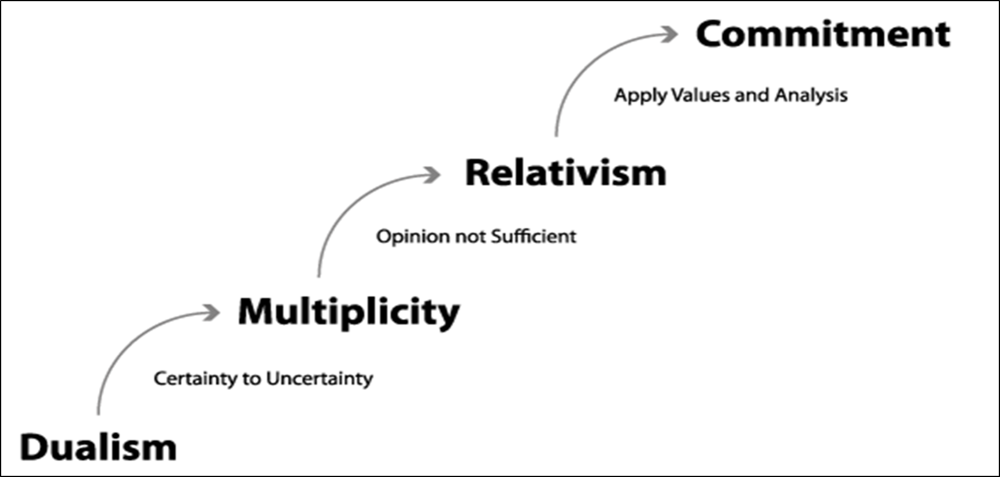 Commitment
Apply Values and Analysis
Relativism
Opinion not Sufficient
Multiplicity
Certainty to Uncertainty
Dualism